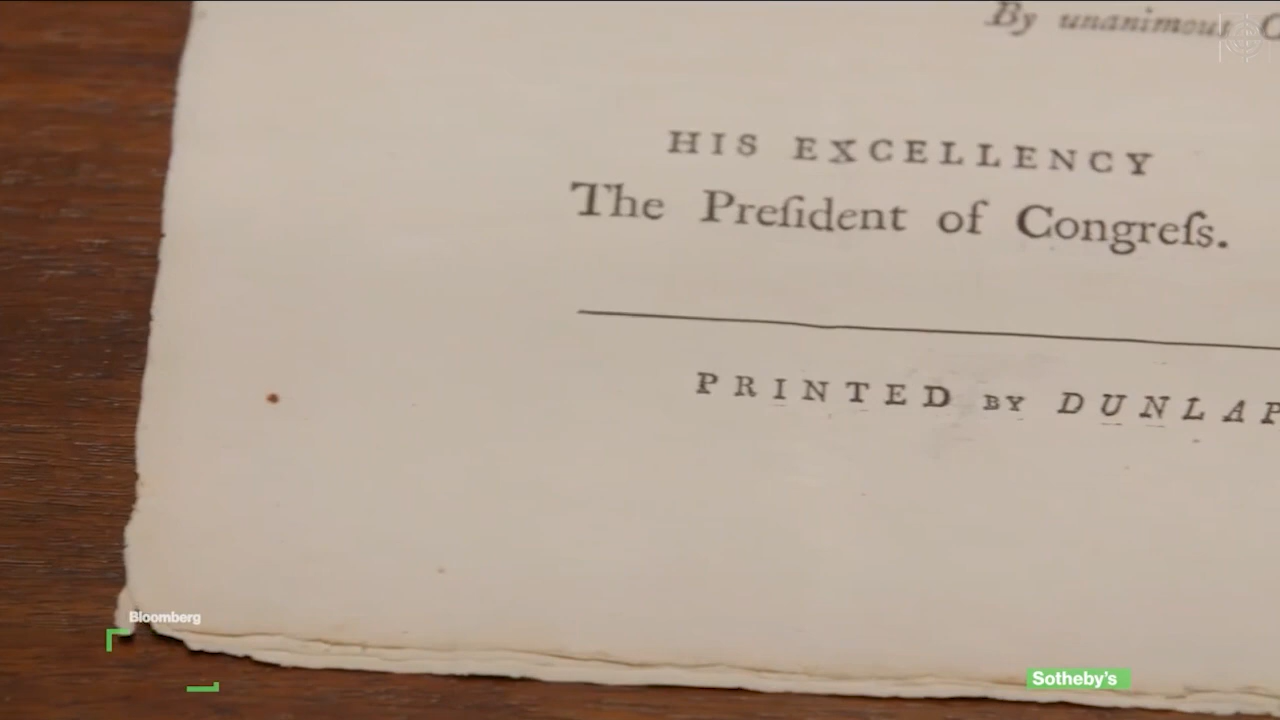 By unanimous
HIS EXCELLENCY
The Preſident of Congreſs.
PRINTED BY DUNLAP
Bloomberg
Sotheby's